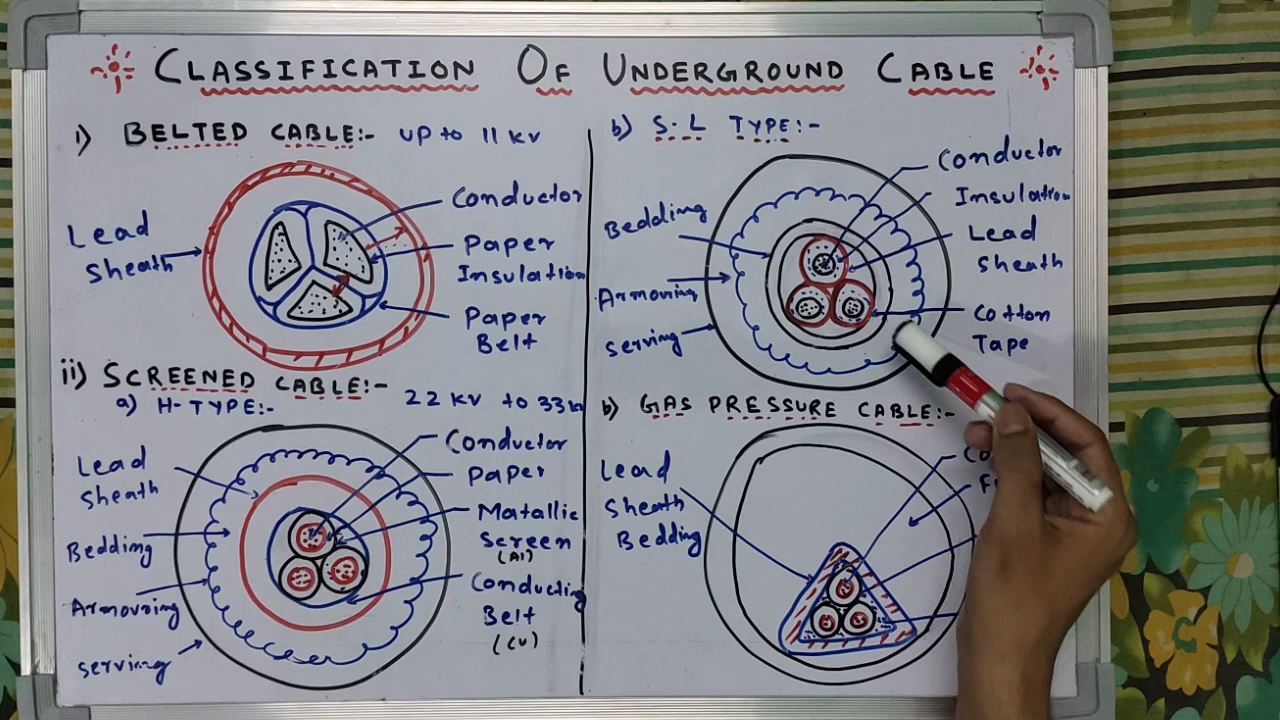 CLASSIFICATION OF UNDERGROUND CABLE
i) BELTED CABLE:- UP to 11 KV
Lead
Sheath
Conductor
Paper
Insulation
Paper
Belt
ii) SCREENED CABLE:-
a) H-TYPE:- 22 KV to 33 KV
Lead
Sheath
Bedding
Armouring
Serving
Conductor
Paper
Matallic
Screen
(Al)
Conducting
Belt
(CU)
b) S.L TYPE:-
Bedding
Armouring
Serving
Conductor
Insulation
Lead
Sheath
Cotton
Tape
b) GAS PRESSURE CABLE:-
Lead
Sheath
Bedding